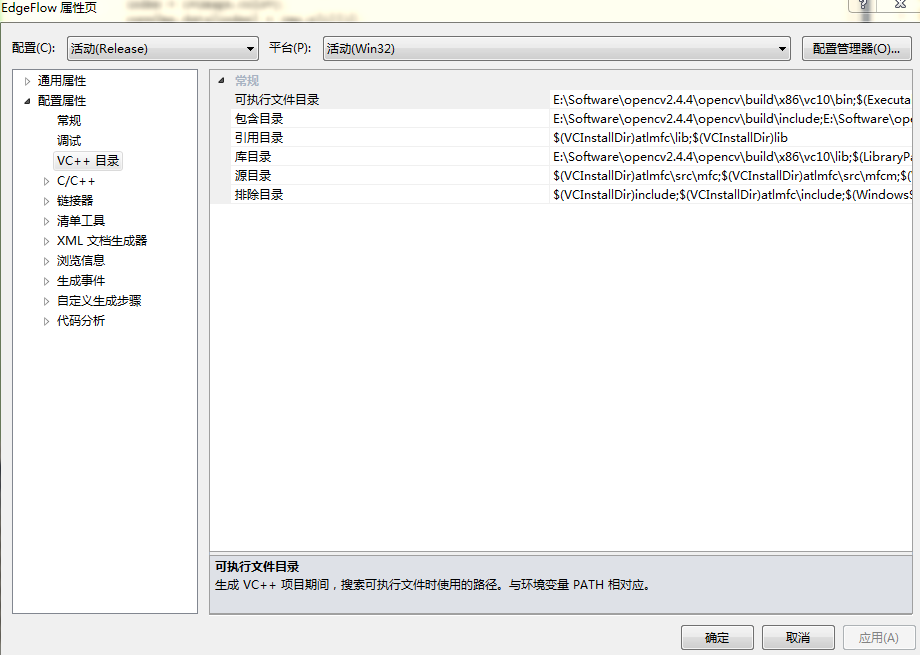 EdgeFlow 属性页
配置(C): 活动(Release) 平台(P): 活动(Win32) 配置管理器(O)...
通用属性
配置属性
常规
调试
VC++ 目录
C/C++
链接器
清单工具
XML 文档生成器
浏览信息
生成事件
自定义生成步骤
代码分析
常规
可执行文件目录 E:\Software\opencv2.4.4\opencv\build\x86\vc10\bin;$(Executa
包含目录 E:\Software\opencv2.4.4\opencv\build\include;E:\Software\ope
引用目录 $(VCInstallDir)atlmfc\lib;$(VCInstallDir)lib
库目录 E:\Software\opencv2.4.4\opencv\build\x86\vc10\lib;$(LibraryPa
源目录 $(VCInstallDir)atlmfc\src\mfc;$(VCInstallDir)atlmfc\src\mfcm;$(
排除目录 $(VCInstallDir)include;$(VCInstallDir)atlmfc\include;$(WindowsS
可执行文件目录
生成 VC++ 项目期间，搜索可执行文件时使用的路径。与环境变量 PATH 相对应。
确定 取消 应用(A)